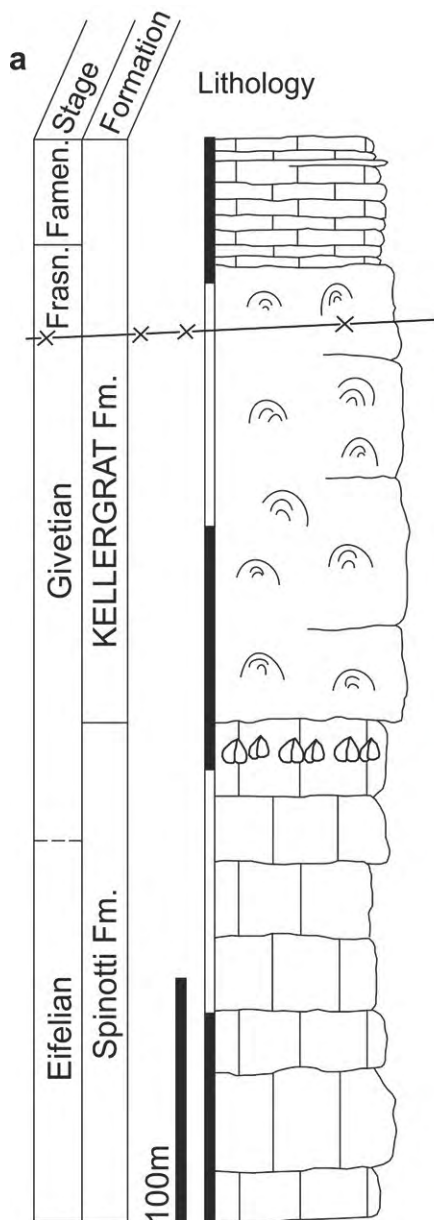 a
Stage
Formation
Lithology
Famen.
Frasn.
Givetian
KELLERGRAT Fm.
Eifelian
Spinotti Fm.
100m